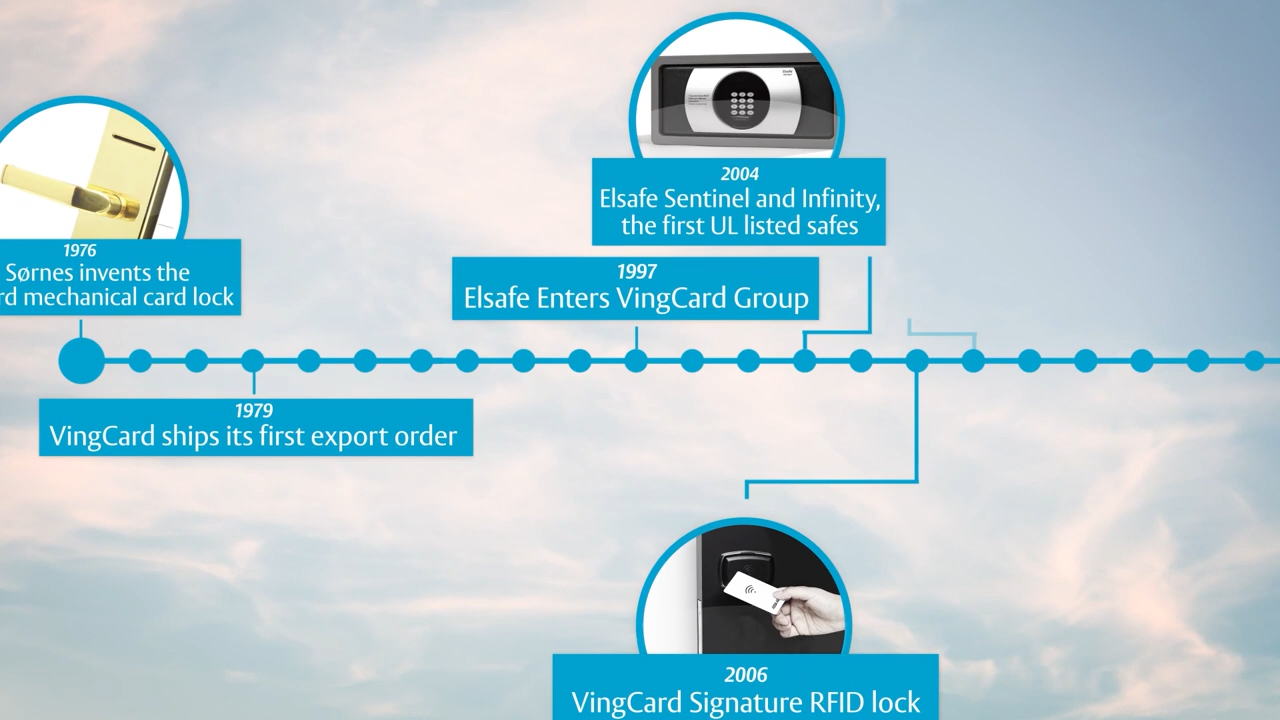 1976
Sørnes invents the
rd mechanical card lock
1979
VingCard ships its first export order
1997
Elsafe Enters VingCard Group
Elsafe
2004
Elsafe Sentinel and Infinity,
the first UL listed safes
2006
VingCard Signature RFID lock